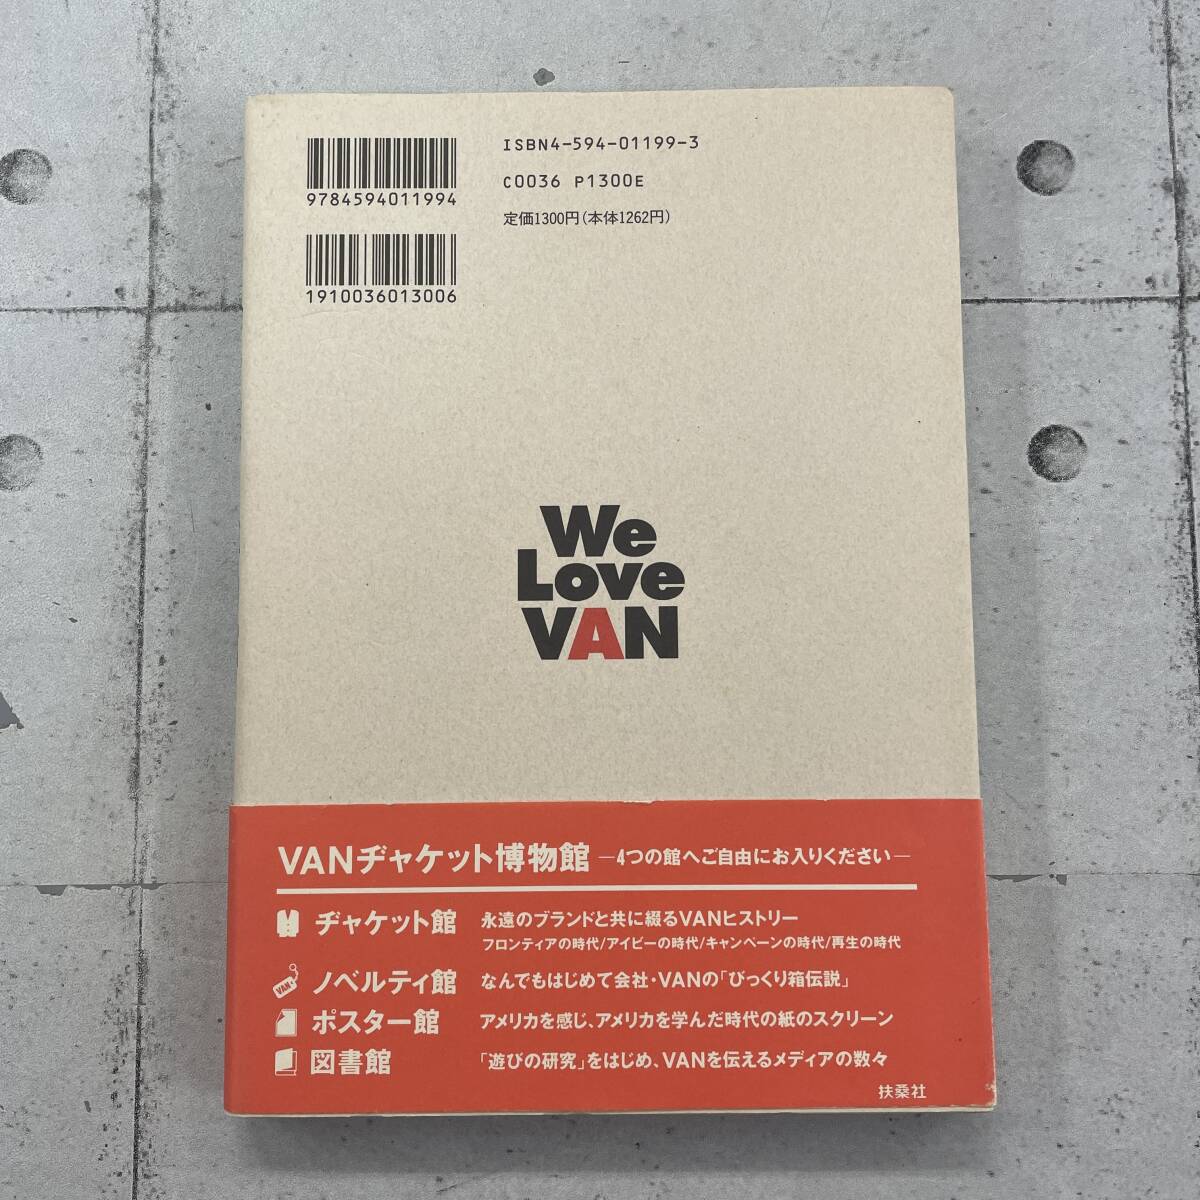 ISBN4-594-01199-3
C0036 P1300E
定価1300円(本体1262円)
9784594011994
1910036013006
We
Love
VAN
VANヂャケット博物館 —4つの館へご自由にお入りください—
ヂャケット館 永遠のブランドと共に綴るVANヒストリー
フロンティアの時代/アイビーの時代/キャンペーンの時代/再生の時代
VAN ノベルティ館 なんでもはじめて会社・VANの「びっくり箱伝説」
ポスター館 アメリカを感じ、アメリカを学んだ時代の紙のスクリーン
図書館 「遊びの研究」をはじめ、VANを伝えるメディアの数々
扶桑社